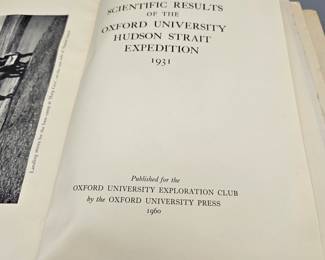 SCIENTIFIC RESULTS
OF THE
OXFORD UNIVERSITY
HUDSON STRAIT
EXPEDITION
1931
Published for the
OXFORD UNIVERSITY EXPLORATION CLUB
by the OXFORD UNIVERSITY PRESS
1960